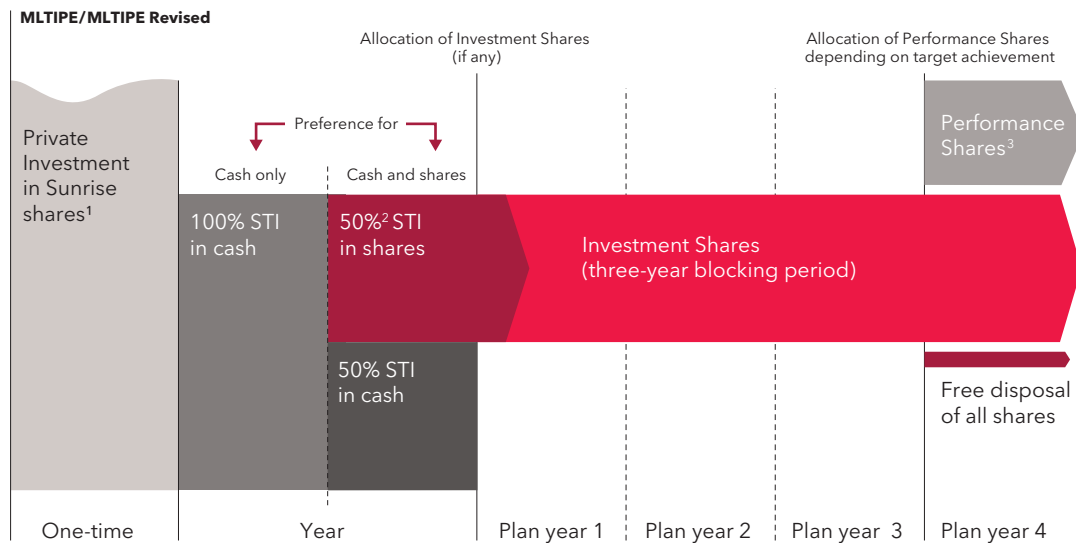 MLTIPE/MLTIPE Revised
Allocation of Investment Shares
(if any)
Allocation of Performance Shares
depending on target achievement
Private
Investment
in Sunrise
shares¹
Preference for
Cash only
Cash and shares
Performance
Shares³
100% STI
in cash
50%² STI
in shares
Investment Shares
(three-year blocking period)
50% STI
in cash
Free disposal
of all shares
One-time
Year
Plan year 1
Plan year 2
Plan year 3
Plan year 4